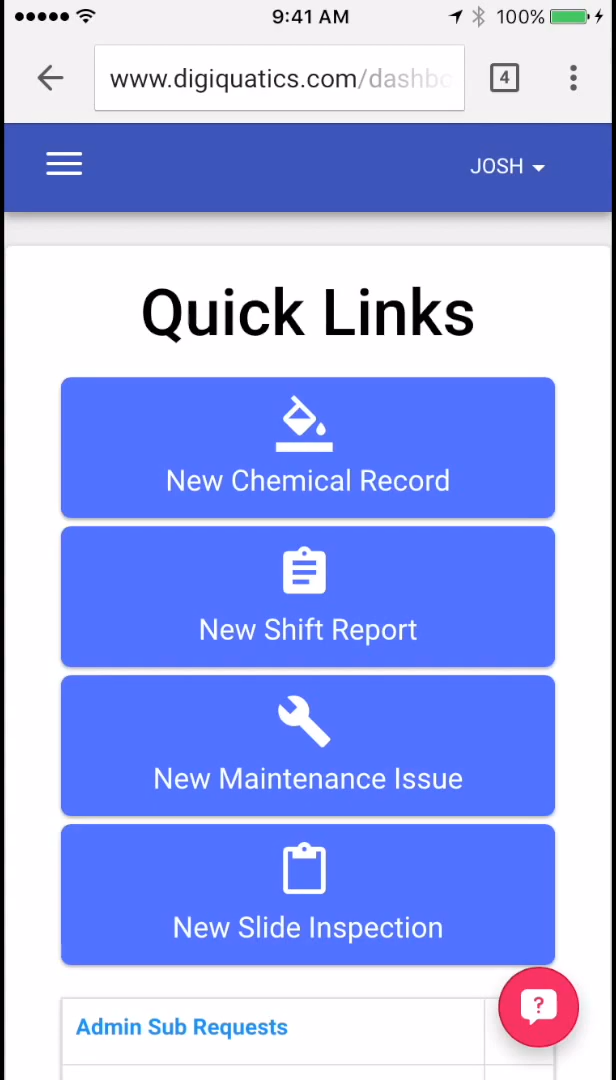 9:41 AM
100%
www.digiquatics.com/dashbo
4
JOSH
Quick Links
New Chemical Record
New Shift Report
New Maintenance Issue
New Slide Inspection
Admin Sub Requests
?